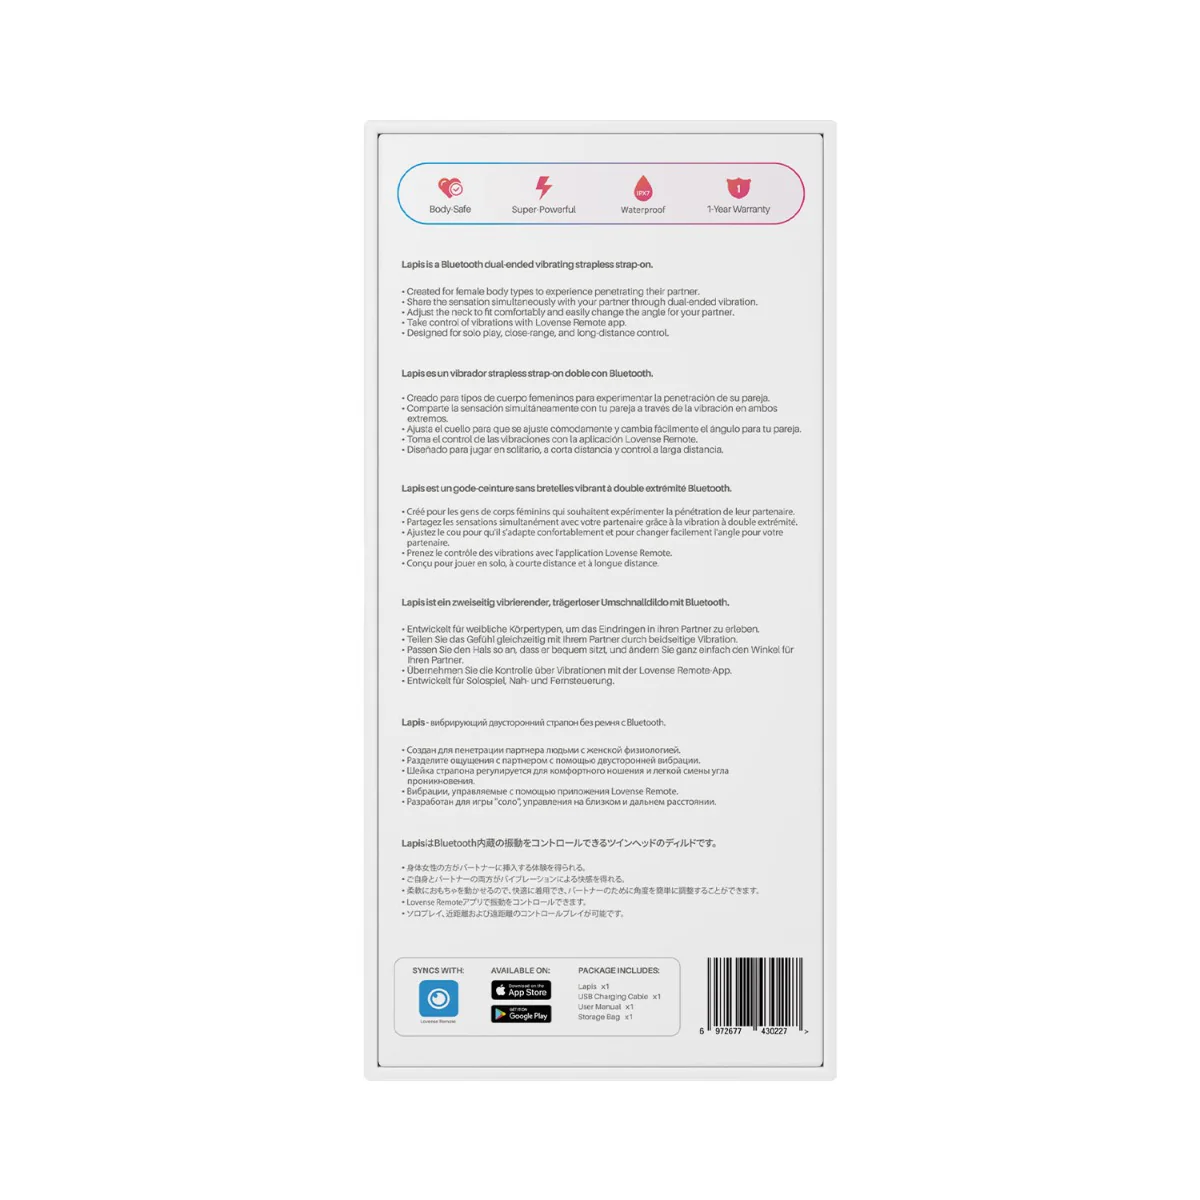 Body-Safe
Super-Powerful
IPX7
Waterproof
1
1-Year Warranty
Lapis is a Bluetooth dual-ended vibrating strapless strap-on.
• Created for female body types to experience penetrating their partner.
• Share the sensation simultaneously with your partner through dual-ended vibration.
• Adjust the neck to fit comfortably and easily change the angle for your partner.
• Take control of vibrations with Lovense Remote app.
• Designed for solo play, close-range, and long-distance control.
Lapis es un vibrador strapless strap-on doble con Bluetooth.
• Creado para tipos de cuerpo femeninos para experimentar la penetración de su pareja.
• Comparte la sensación simultáneamente con tu pareja a través de la vibración en ambos
extremos.
• Ajusta el cuello para que se ajuste cómodamente y cambia fácilmente el ángulo para tu pareja.
• Toma el control de las vibraciones con la aplicación Lovense Remote.
• Diseñado para jugar en solitario, a corta distancia y control a larga distancia.
Lapis est un gode-ceinture sans bretelles vibrant à double extrémité Bluetooth.
• Créé pour les gens de corps féminins qui souhaitent expérimenter la pénétration de leur partenaire.
• Partagez les sensations simultanément avec votre partenaire grâce à la vibration à double extrémité.
• Ajustez le cou pour qu'il s'adapte confortablement et pour changer facilement l'angle pour votre
partenaire.
• Prenez le contrôle des vibrations avec l'application Lovense Remote.
• Conçu pour jouer en solo, à courte distance et à longue distance.
Lapis ist ein zweiseitig vibrierender, trägerloser Umschnalldildo mit Bluetooth.
• Entwickelt für weibliche Körpertypen, um das Eindringen in ihren Partner zu erleben.
• Teilen Sie das Gefühl gleichzeitig mit Ihrem Partner durch beidseitige Vibration.
• Passen Sie den Hals so an, dass er bequem sitzt, und ändern Sie ganz einfach den Winkel für
Ihren Partner.
• Übernehmen Sie die Kontrolle über Vibrationen mit der Lovense Remote-App.
• Entwickelt für Solospiel, Nah- und Fernsteuerung.
Lapis - вибрирующий двусторонний страпон без ремня с Bluetooth.
• Создан для пенетрации партнера людьми с женской физиологией.
• Разделите ощущения с партнером с помощью двусторонней вибрации.
• Шейка страпона регулируется для комфортного ношения и легкой смены угла
проникновения.
• Вибрации, управляемые с помощью приложения Lovense Remote.
• Разработан для игры "соло", управления на близком и дальнем расстоянии.
LapisはBluetooth内蔵の振動をコントロールできるツインヘッドのディルドです。
• 身体女性の方がパートナーに挿入する体験を得られる。
• ご自身とパートナーの両方がバイブレーションによる快感を得れる。
• 柔軟におもちゃを動かせるので、快適に着用でき、パートナーのために角度を簡単に調整することができます。
• Lovense Remoteアプリで振動をコントロールできます。
• ソロプレイ、近距離および遠距離のコントロールプレイが可能です。
SYNCS WITH:
Lovense Remote
AVAILABLE ON:
Download on the
App Store
GET IT ON
Google Play
PACKAGE INCLUDES:
Lapis x1
USB Charging Cable x1
User Manual x1
Storage Bag x1
6 972677 430227 >